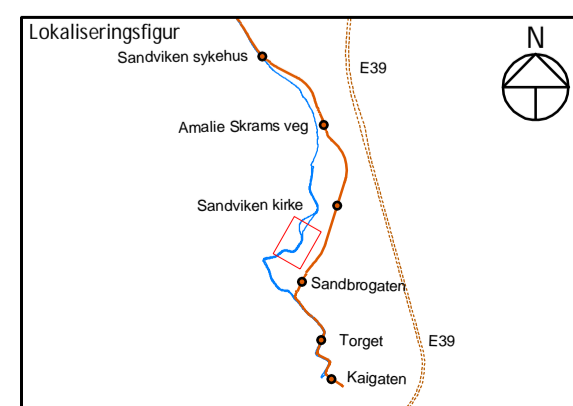 Lokaliseringsfigur
N
Sandviken sykehus
E39
Amalie Skrams veg
Sandviken kirke
Sandbrogaten
Torget
E39
Kaigaten